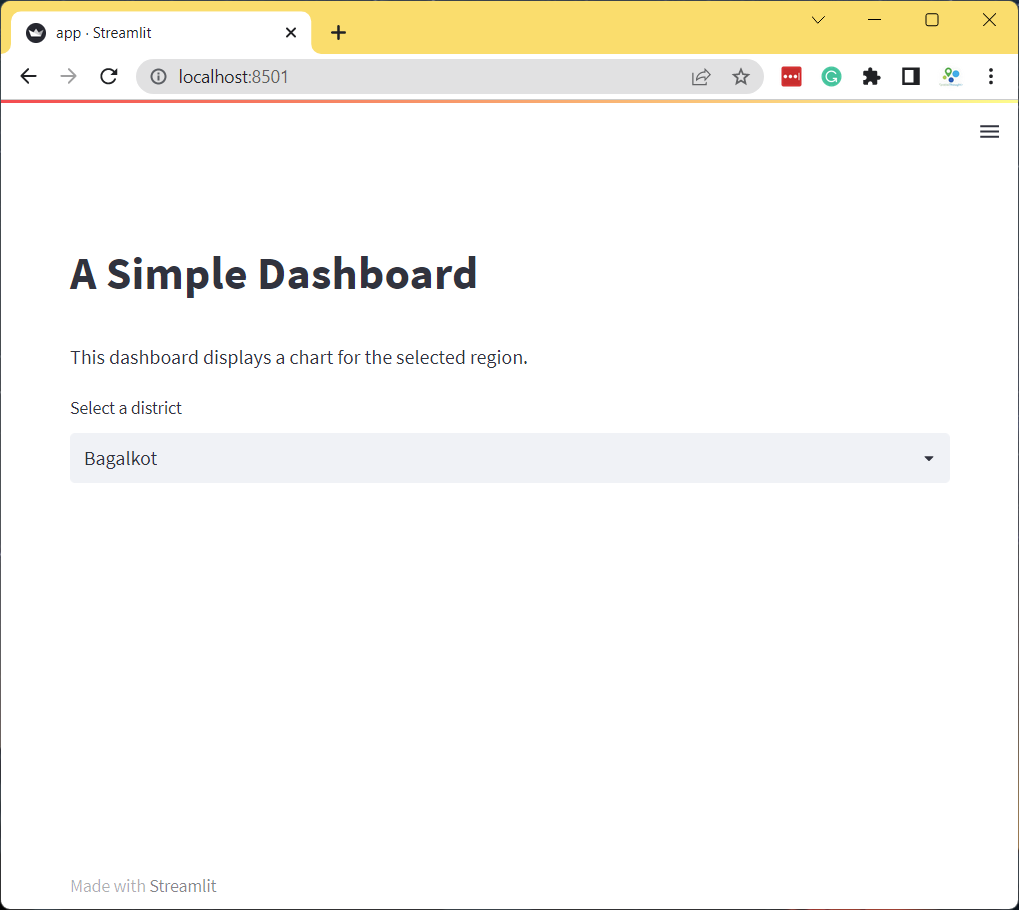 app · Streamlit
localhost:8501
A Simple Dashboard
This dashboard displays a chart for the selected region.
Select a district
Bagalkot
Made with Streamlit